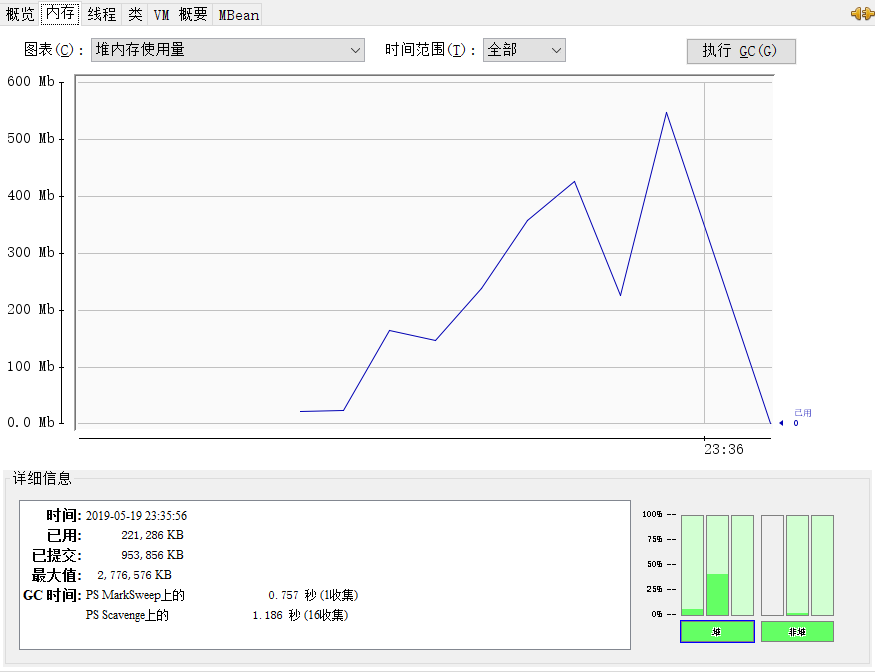 概览 内存 线程 类 VM 概要 MBean
图表(C)： 堆内存使用量 时间范围(T)： 全部 执行 GC(G)
600 Mb
500 Mb
400 Mb
300 Mb
200 Mb
100 Mb
0.0 Mb
已用
0
23:36
详细信息
时间: 2019-05-19 23:35:56
已用: 221,286 KB
已提交: 953,856 KB
最大值: 2,776,576 KB
GC 时间: PS MarkSweep上的 0.757 秒 (1收集)
PS Scavenge上的 1.186 秒 (16收集)
100% --
75% --
50% --
25% --
0% --
堆 非堆